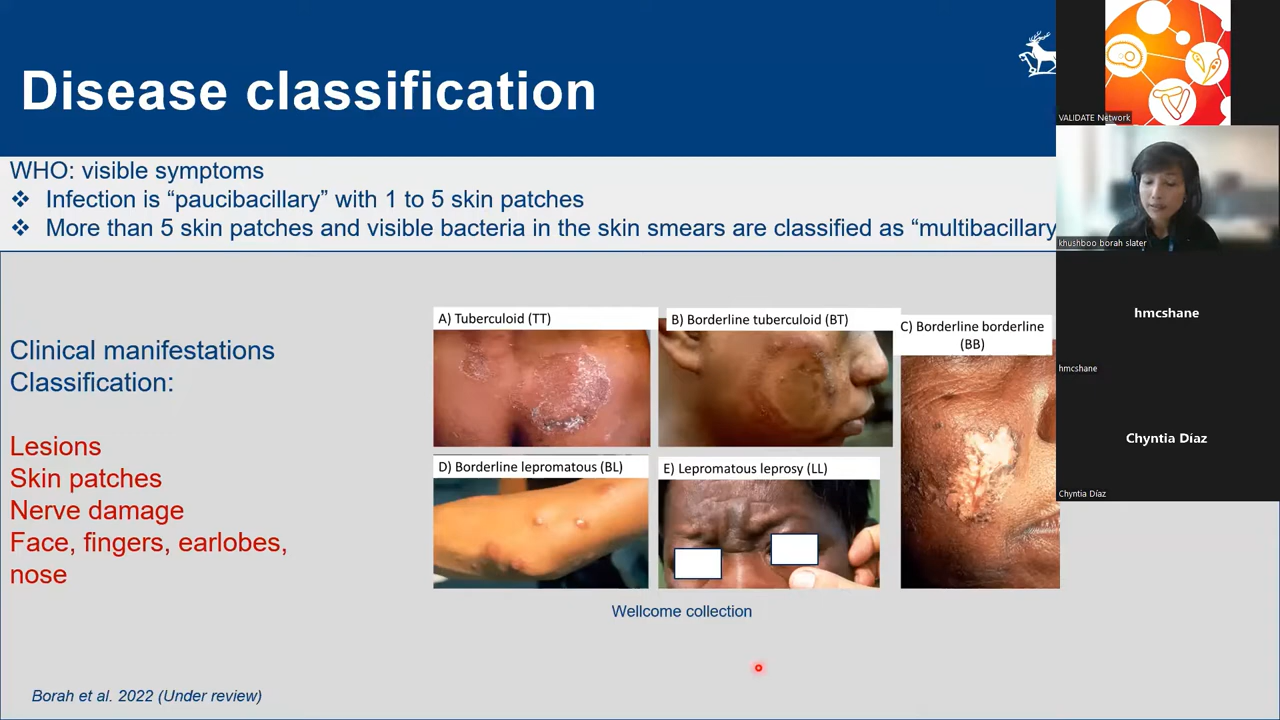 Disease classification
WHO: visible symptoms
❖ Infection is “paucibacillary” with 1 to 5 skin patches
❖ More than 5 skin patches and visible bacteria in the skin smears are classified as “multibacillary
Clinical manifestations
Classification:
Lesions
Skin patches
Nerve damage
Face, fingers, earlobes,
nose
A) Tuberculoid (TT)
B) Borderline tuberculoid (BT)
C) Borderline borderline
(BB)
D) Borderline lepromatous (BL)
E) Lepromatous leprosy (LL)
Wellcome collection
Borah et al. 2022 (Under review)
VALIDATE Network
khushboo borah slater
hmcshane
hmcshane
Chyntia Díaz
Chyntia Díaz